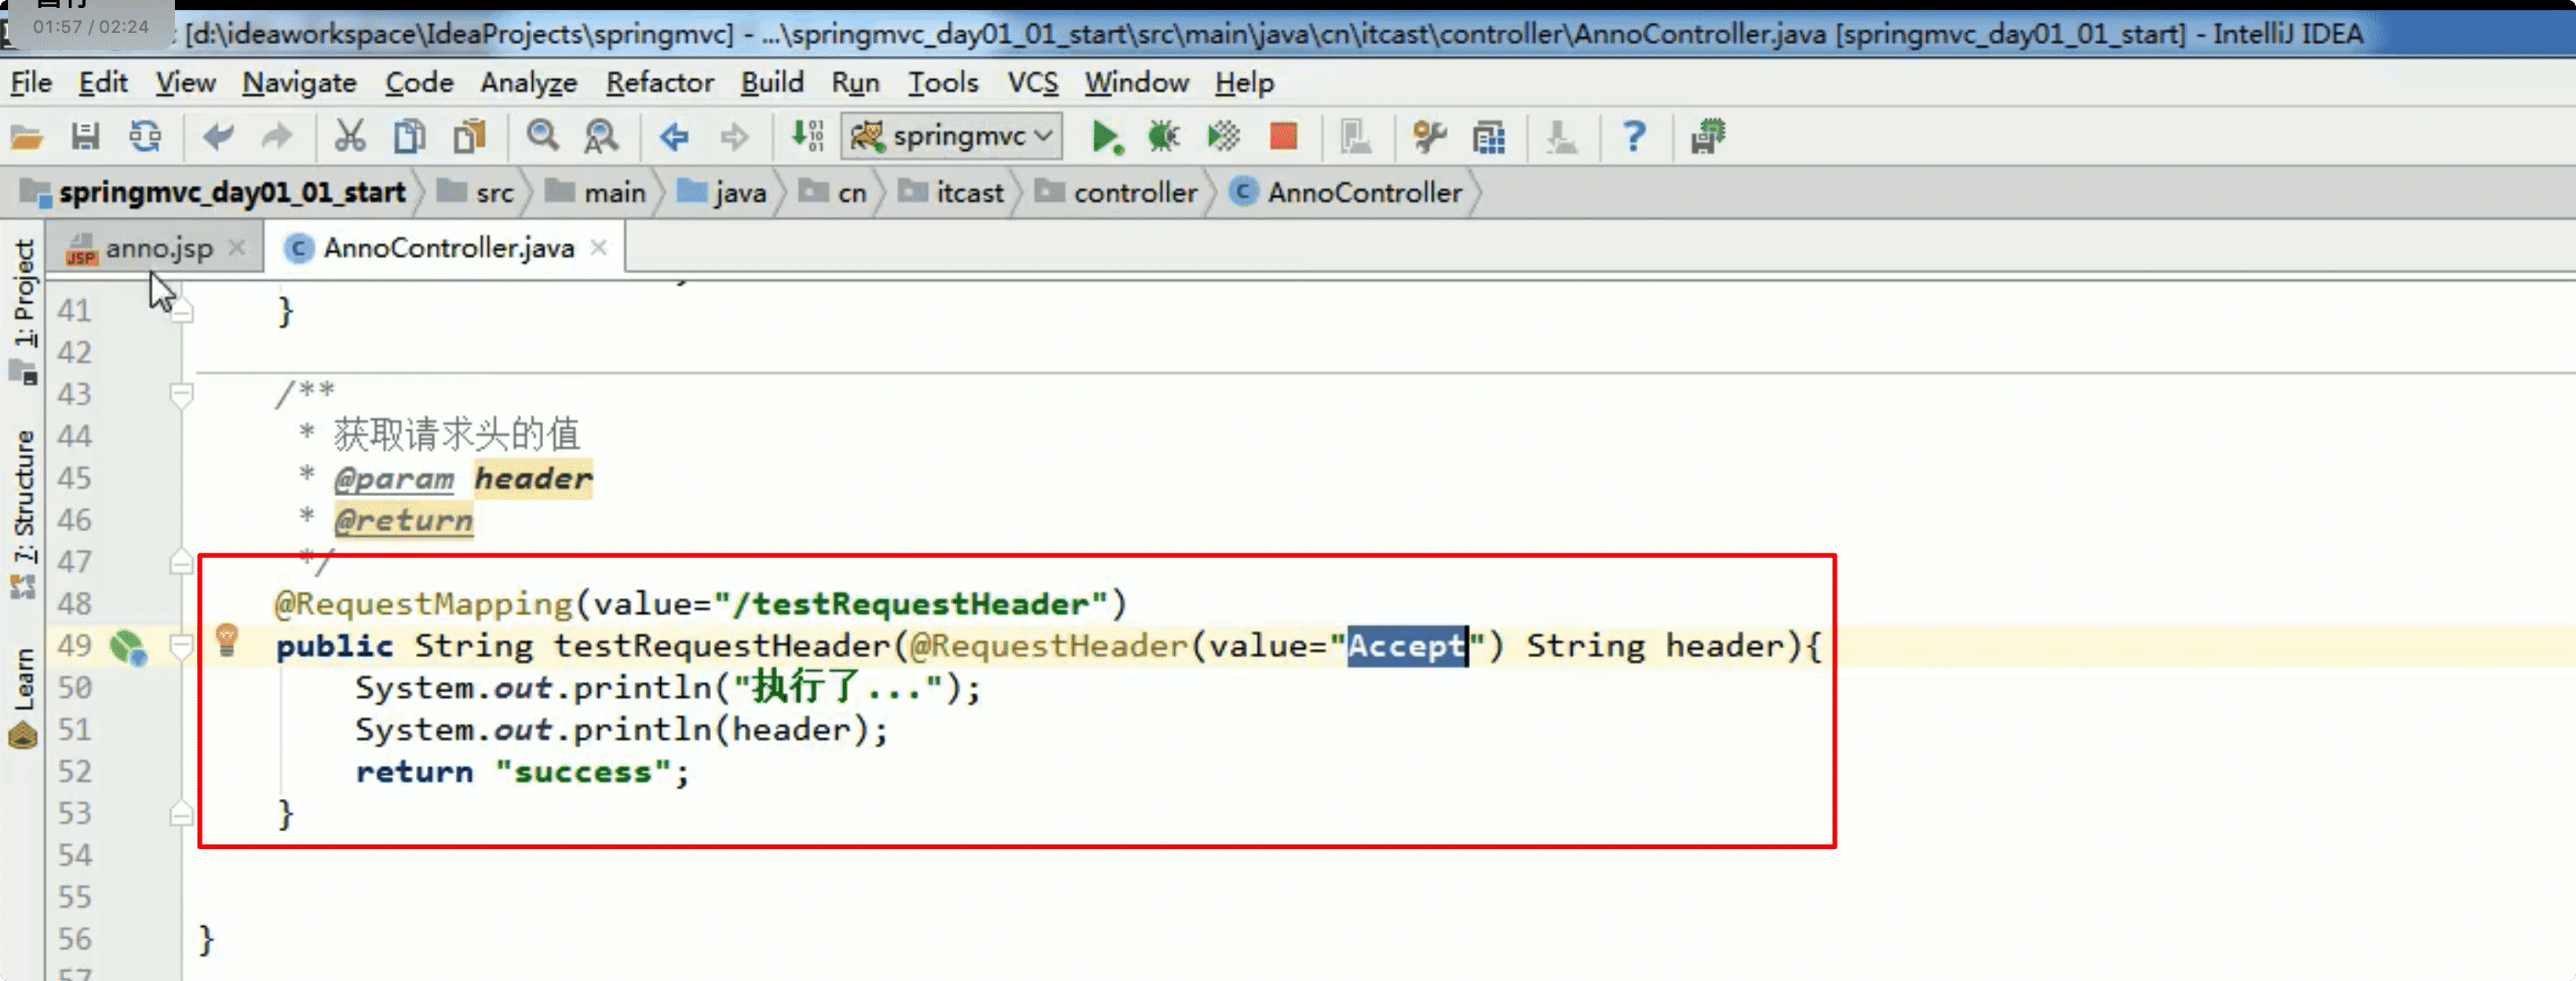 01:57 / 02:24
[d:\ideaworkspace\IdeaProjects\springmvc] - ...\springmvc_day01_01_start\src\main\java\cn\itcast\controller\AnnoController.java [springmvc_day01_01_start] - IntelliJ IDEA
File Edit View Navigate Code Analyze Refactor Build Run Tools VCS Window Help
springmvc
springmvc_day01_01_start src main java cn itcast controller AnnoController
anno.jsp AnnoController.java
1: Project
7: Structure
Learn
41 }
42
43 /**
44 * 获取请求头的值
45 * @param header
46 * @return
47 */
48 @RequestMapping(value="/testRequestHeader")
49 public String testRequestHeader(@RequestHeader(value="Accept") String header){
50 System.out.println("执行了...");
51 System.out.println(header);
52 return "success";
53 }
54
55
56 }
57